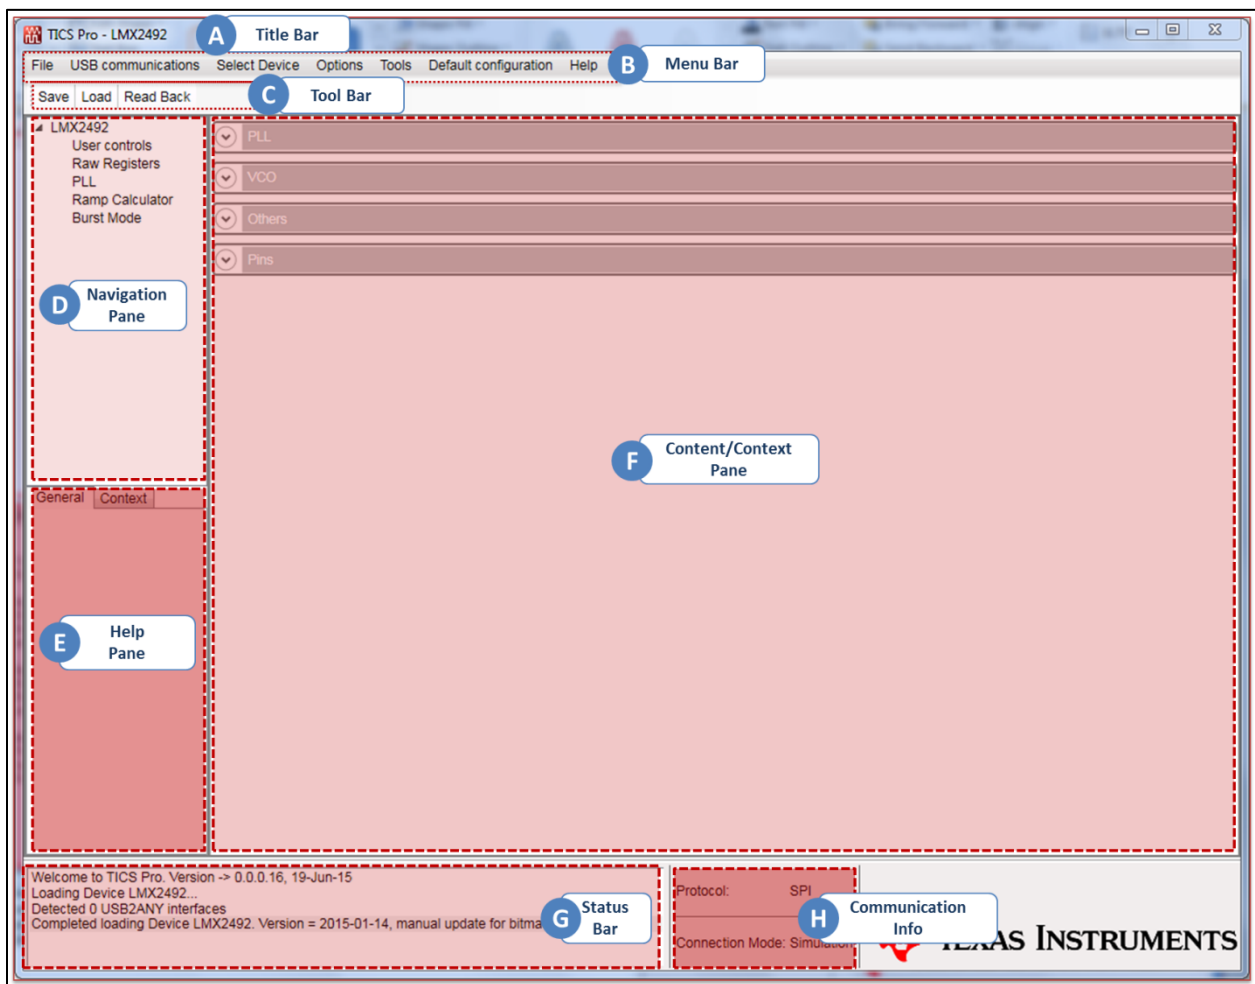 TICS Pro - LMX2492
A Title Bar
File USB communications Select Device Options Tools Default configuration Help
B Menu Bar
Save Load Read Back
C Tool Bar
LMX2492
User controls
Raw Registers
PLL
Ramp Calculator
Burst Mode
D Navigation
Pane
PLL
VCO
Others
Pins
F Content/Context
Pane
General Context
E Help
Pane
Welcome to TICS Pro. Version -> 0.0.0.16, 19-Jun-15
Loading Device LMX2492...
Detected 0 USB2ANY interfaces
Completed loading Device LMX2492. Version = 2015-01-14, manual update for
G Status
Bar
Protocol: SPI
Connection Mode: Simulation
H Communication
Info
TEXAS INSTRUMENTS